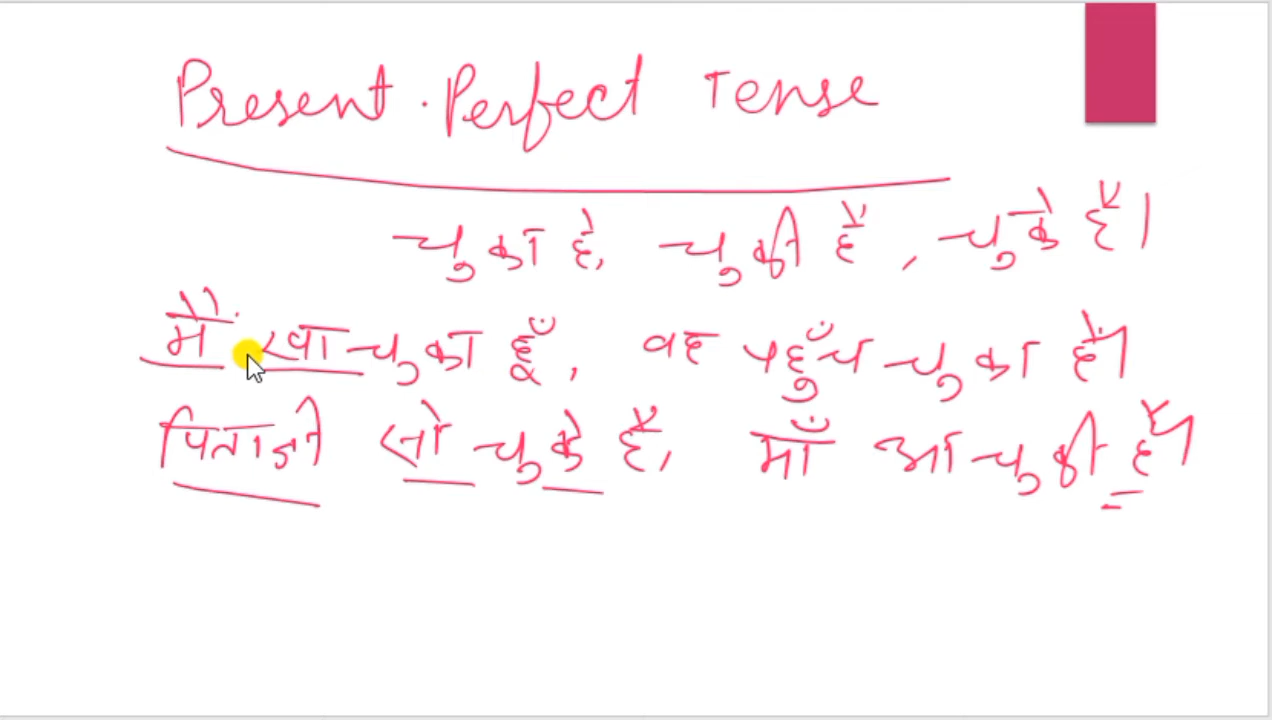 Present Perfect Tense
चुका है, चुकी है, चुके हैं।
मैं खा चुका हूँ, वह पहुँच चुका है।
पिताजी सो चुके हैं, माँ आ चुकी हैं।